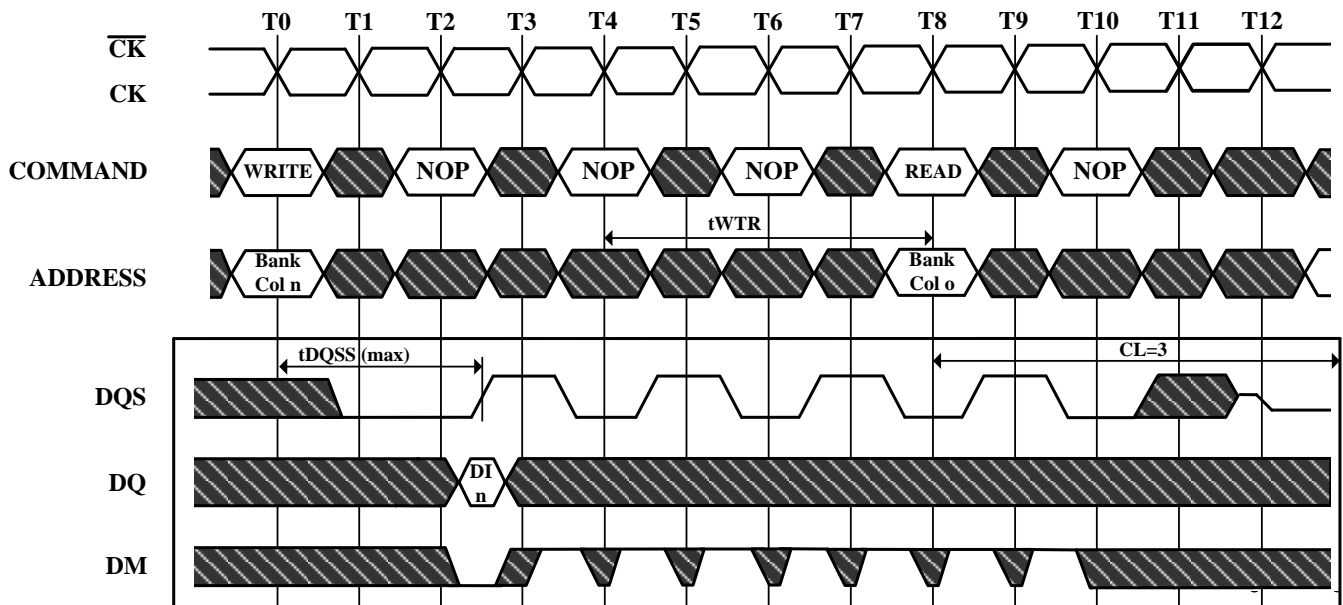 T0 T1 T2 T3 T4 T5 T6 T7 T8 T9 T10 T11 T12
CK
CK
COMMAND WRITE NOP NOP NOP READ NOP
tWTR
ADDRESS Bank Col n Bank Col o
tDQSS (max) CL=3
DQS
DQ DI n
DM